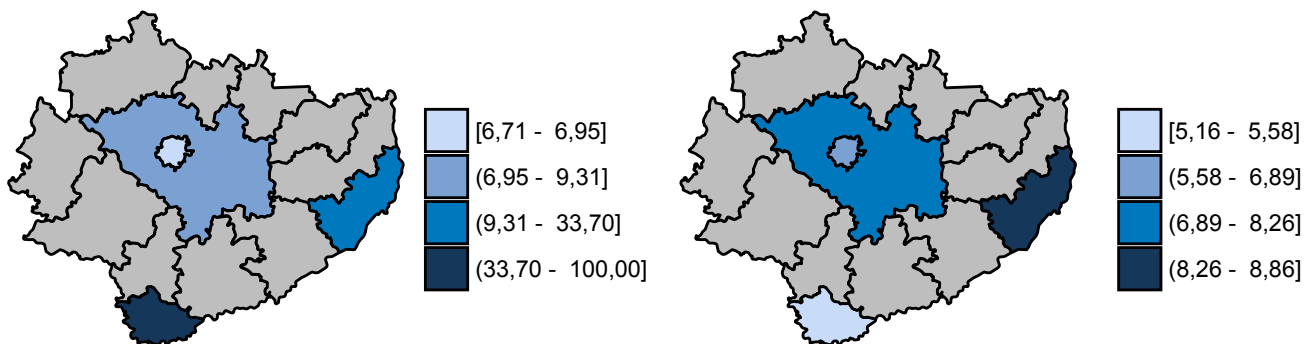 [6,71 - 6,95]
(6,95 - 9,31]
(9,31 - 33,70]
(33,70 - 100,00]
[5,16 - 5,58]
(5,58 - 6,89]
(6,89 - 8,26]
(8,26 - 8,86]